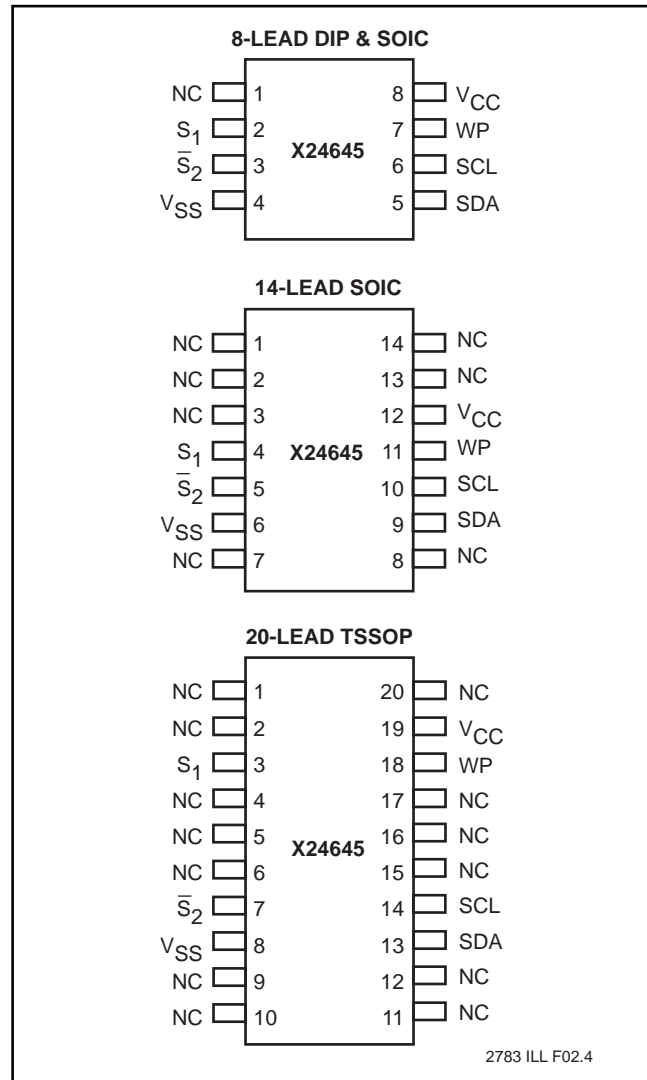 8-LEAD DIP & SOIC
NC 1 8 VCC
S1 2 7 WP
X24645
S̅2 3 6 SCL
VSS 4 5 SDA
14-LEAD SOIC
NC 1 14 NC
NC 2 13 NC
NC 3 12 VCC
S1 4 X24645 11 WP
S̅2 5 10 SCL
VSS 6 9 SDA
NC 7 8 NC
20-LEAD TSSOP
NC 1 20 NC
NC 2 19 VCC
S1 3 18 WP
NC 4 17 NC
NC 5 16 NC
X24645
NC 6 15 NC
S̅2 7 14 SCL
VSS 8 13 SDA
NC 9 12 NC
NC 10 11 NC
2783 ILL F02.4